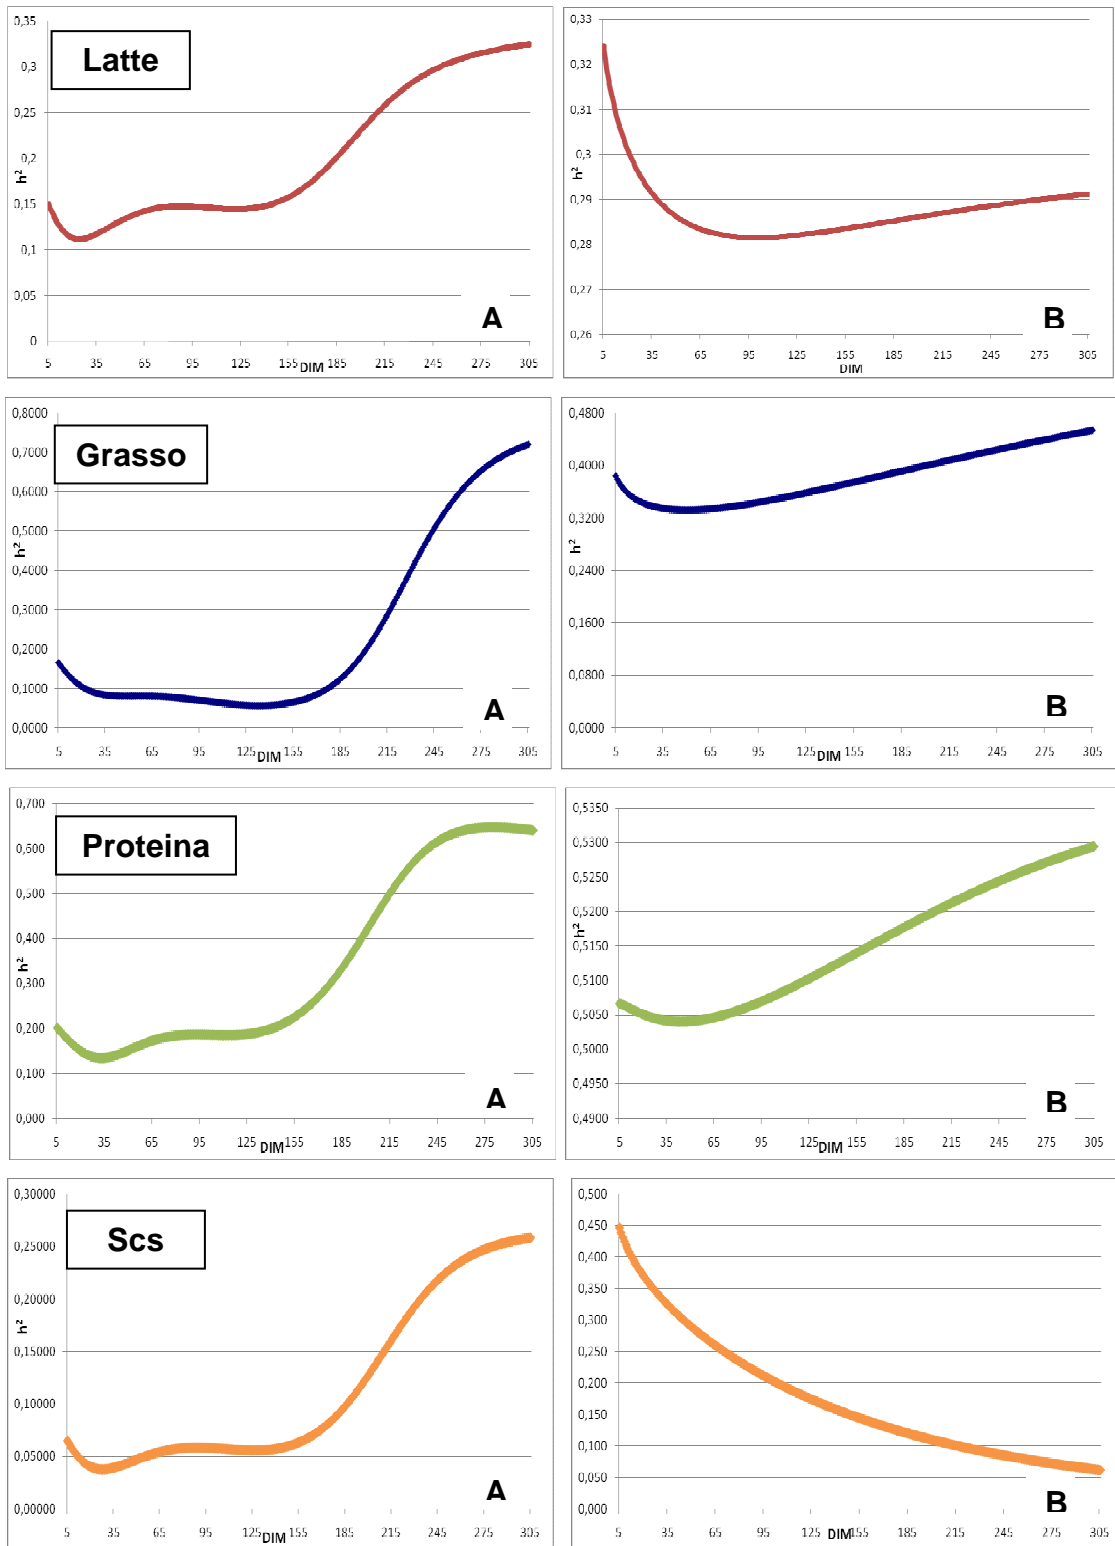 Latte
0,35
0,3
0,25
0,2
0,15
0,1
0,05
0
h²
5 35 65 95 125 155 185 215 245 275 305
DIM
A
0,33
0,32
0,31
0,3
0,29
0,28
0,27
0,26
h²
5 35 65 95 125 155 185 215 245 275 305
DIM
B
Grasso
0,8000
0,7000
0,6000
0,5000
0,4000
0,3000
0,2000
0,1000
0,0000
h²
5 35 65 95 125 155 185 215 245 275 305
DIM
A
0,4800
0,4000
0,3200
0,2400
0,1600
0,0800
0,0000
h²
5 35 65 95 125 155 185 215 245 275 305
DIM
B
Proteina
0,700
0,600
0,500
0,400
0,300
0,200
0,100
0,000
h²
5 35 65 95 125 155 185 215 245 275 305
DIM
A
0,5350
0,5300
0,5250
0,5200
0,5150
0,5100
0,5050
0,5000
0,4950
0,4900
h²
5 35 65 95 125 155 185 215 245 275 305
DIM
B
Scs
0,30000
0,25000
0,20000
0,15000
0,10000
0,05000
0,00000
h²
5 35 65 95 125 155 185 215 245 275 305
DIM
A
0,500
0,450
0,400
0,350
0,300
0,250
0,200
0,150
0,100
0,050
0,000
5 35 65 95 125 155 185 215 245 275 305
DIM
B